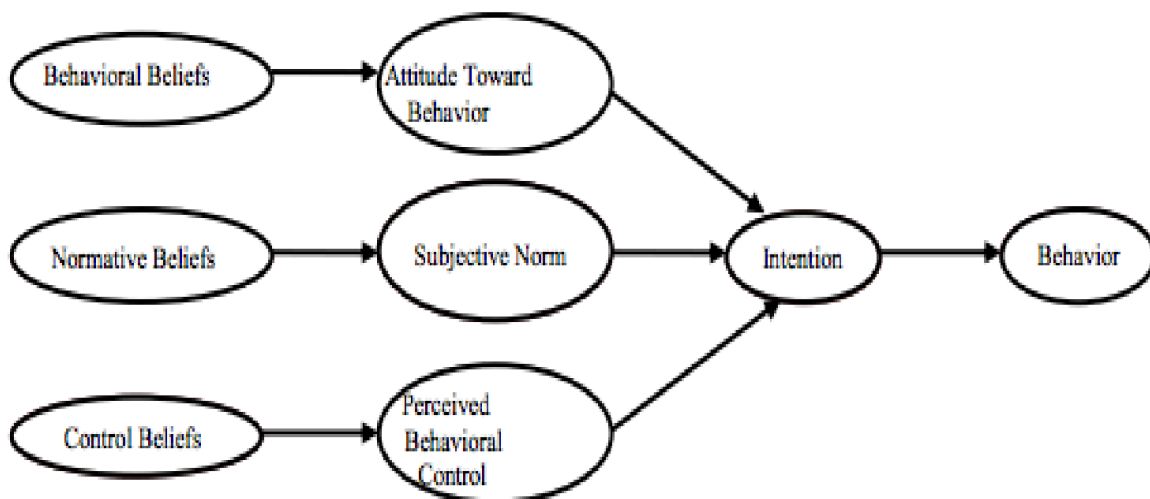 Behavioral Beliefs
Attitude Toward
Behavior
Normative Beliefs
Subjective Norm
Intention
Behavior
Control Beliefs
Perceived
Behavioral
Control